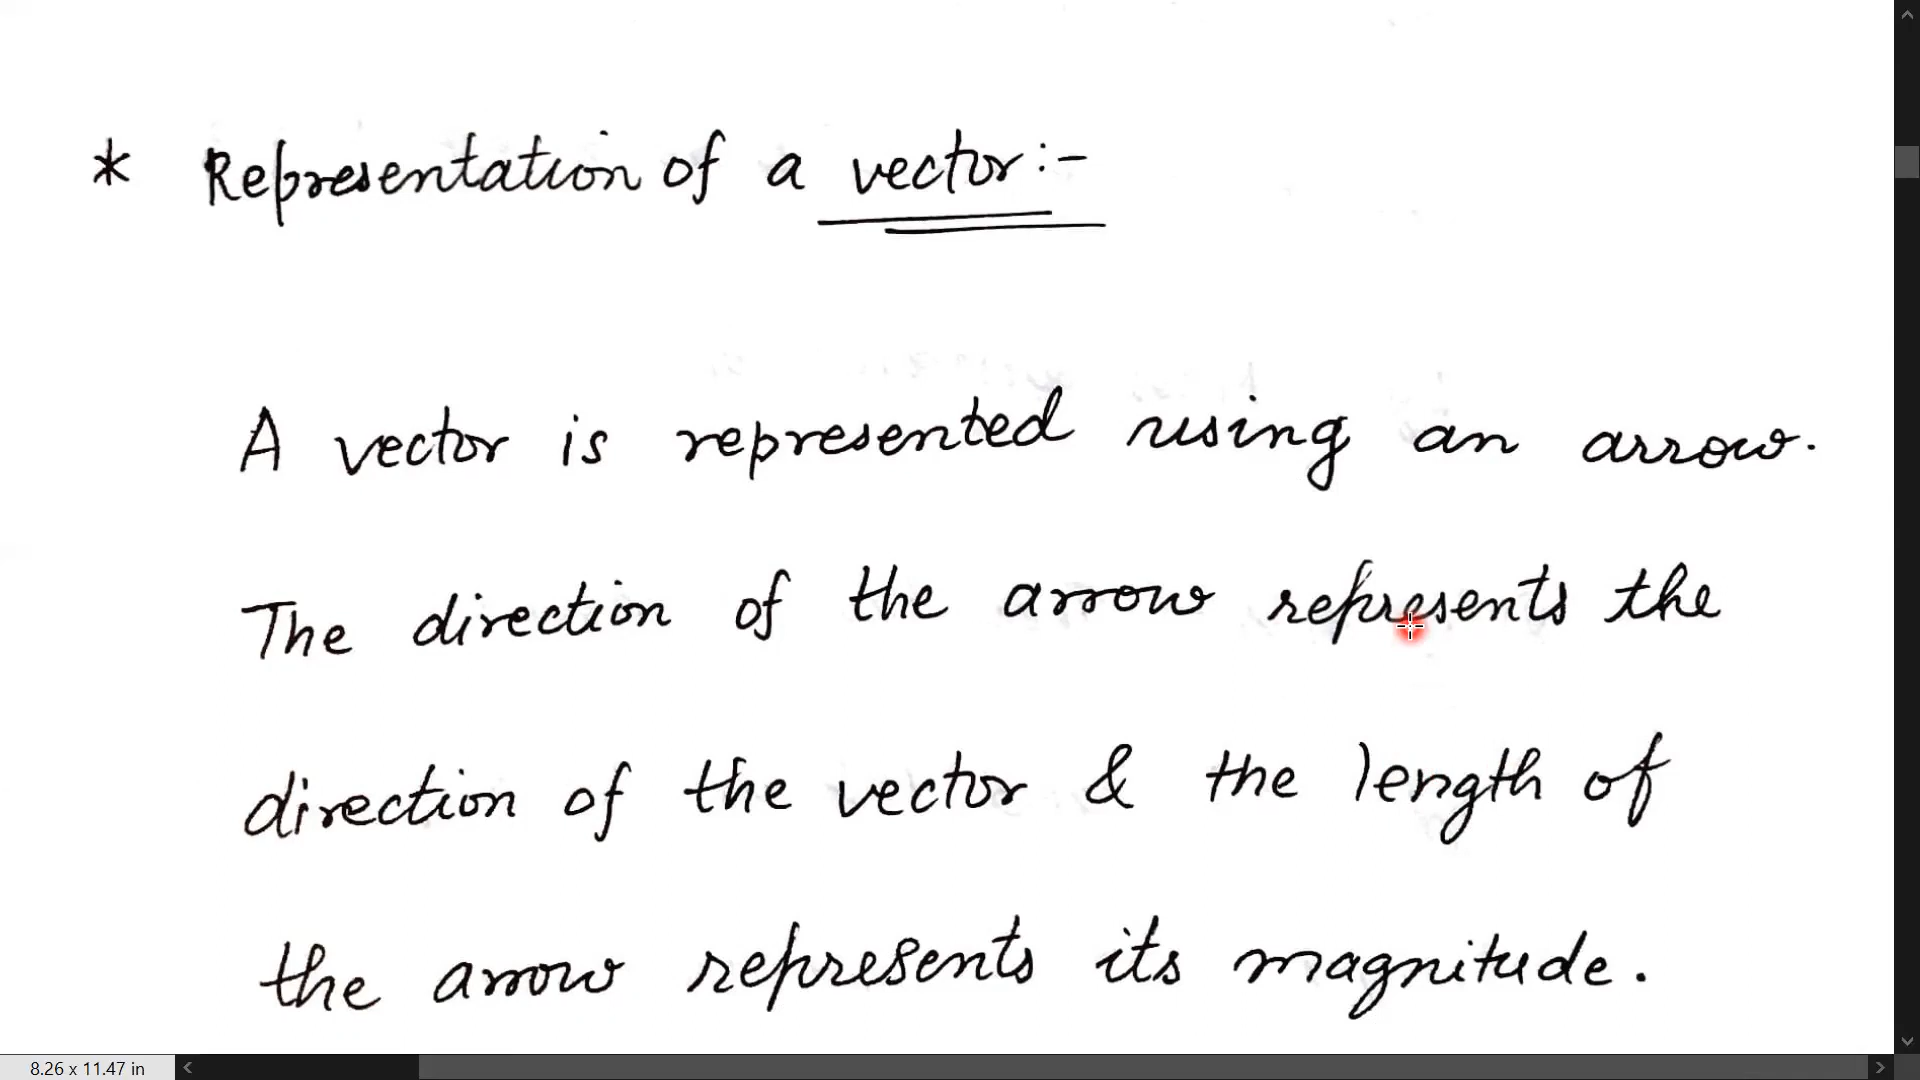 * Representation of a vector:-
A vector is represented using an arrow.
The direction of the arrow represents the
direction of the vector & the length of
the arrow represents its magnitude.
8.26 x 11.47 in